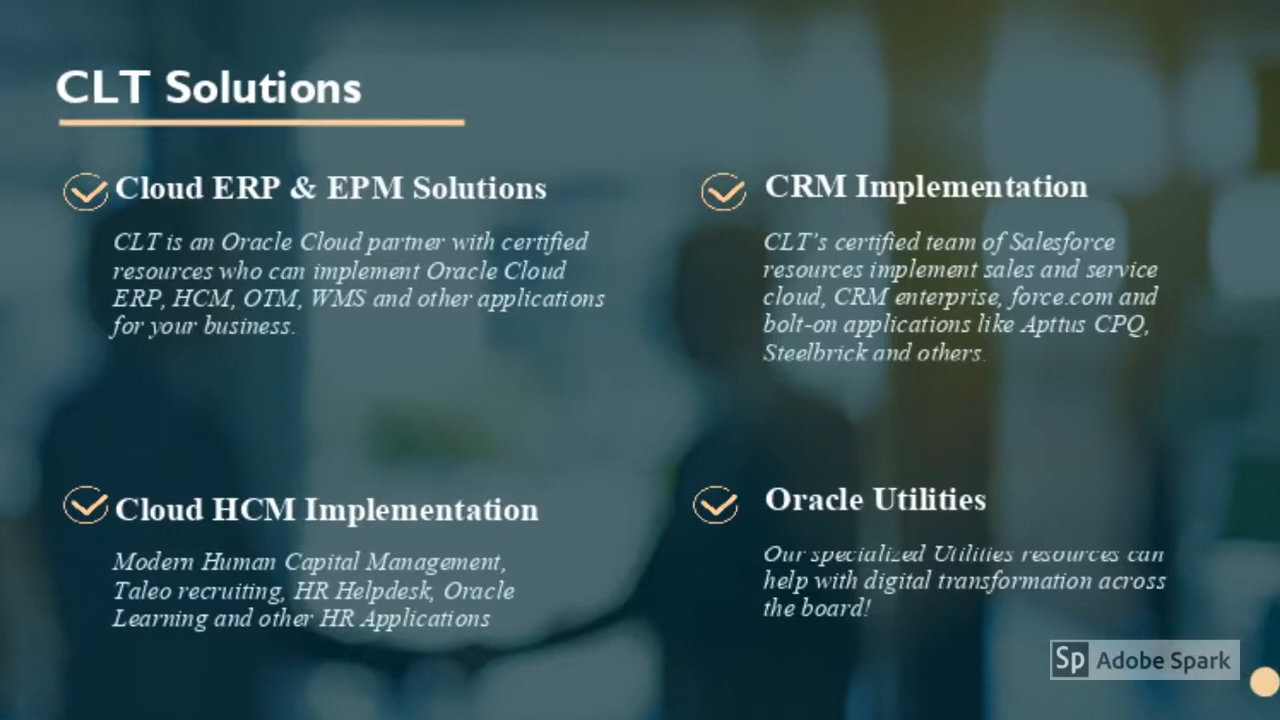 CLT Solutions
Cloud ERP & EPM Solutions
CLT is an Oracle Cloud partner with certified
resources who can implement Oracle Cloud
ERP, HCM, OTM, WMS and other applications
for your business.
CRM Implementation
CLT's certified team of Salesforce
resources implement sales and service
cloud, CRM enterprise, force.com and
bolt-on applications like Apttus CPQ,
Steelbrick and others.
Cloud HCM Implementation
Modern Human Capital Management,
Taleo recruiting, HR Helpdesk, Oracle
Learning and other HR Applications
Oracle Utilities
Our specialized Utilities resources can
help with digital transformation across
the board!
Sp Adobe Spark